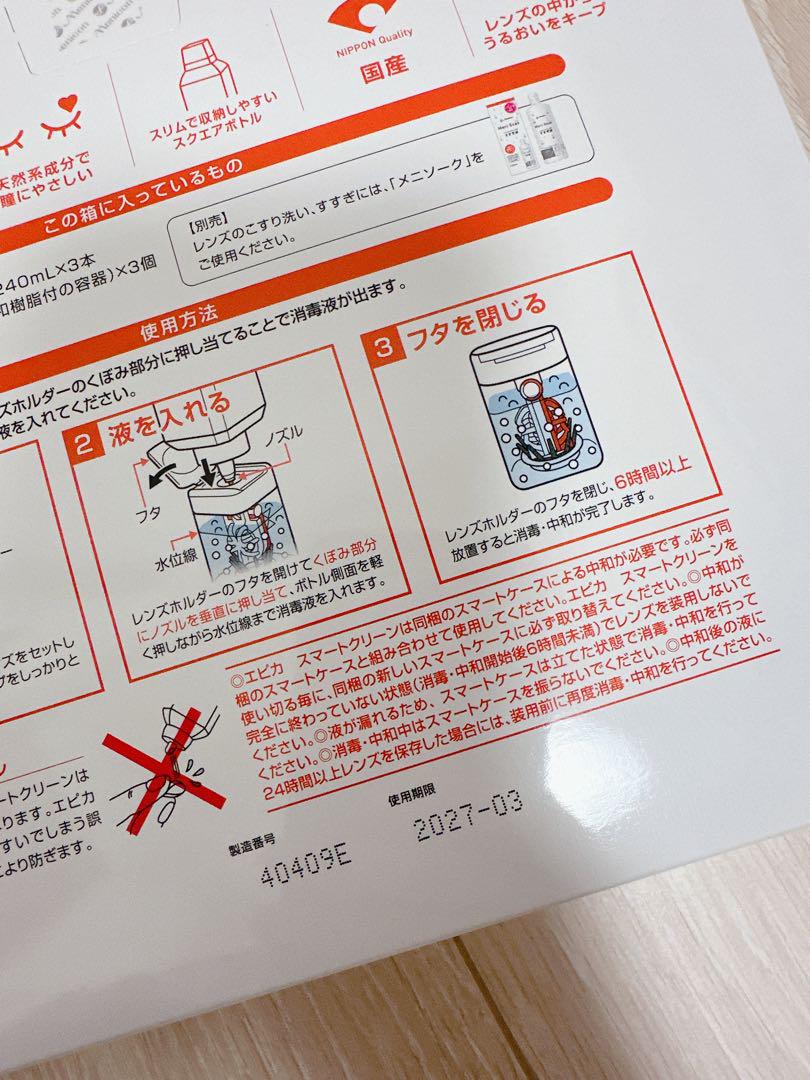 Menicon
NIPPON Quality
国産
レンズの中から
うるおいをキープ
スリムで収納しやすい
スクエアボトル
天然系成分で
瞳にやさしい
この箱に入っているもの
240mL×3本
和樹脂付の容器)×3個
【別売】
レンズのこすり洗い、すすぎには、「メニソーク」を
ご使用ください。
使用方法
ズホルダーのくぼみ部分に押し当てることで消毒液が出ます。
液を入れてください。
2 液を入れる
ノズル
フタ
水位線
レンズホルダーのフタを開けてくぼみ部分
にノズルを垂直に押し当て、ボトル側面を軽
く押しながら水位線まで消毒液を入れます。
3 フタを閉じる
レンズホルダーのフタを閉じ、6時間以上
放置すると消毒・中和が完了します。
ズをセットし
をしっかりと
◎エピカ スマートクリーンは同梱のスマートケースによる中和が必要です。必ず同
梱のスマートケースと組み合わせて使用してください。エピカ スマートクリーンを
使い切る毎に、同梱の新しいスマートケースに必ず取り替えてください。◎中和が
完全に終わっていない状態(消毒・中和開始後6時間未満)でレンズを装用しないで
ください。◎液が漏れるため、スマートケースは立てた状態で消毒・中和を行って
ください。◎消毒・中和中はスマートケースを振らないでください。◎中和後の液に
24時間以上レンズを保存した場合には、装用前に再度消毒・中和を行ってください。
ートクリーンは
ります。エピカ
すいでしまう誤
により防ぎます。
製造番号
40409E
使用期限
2027-03